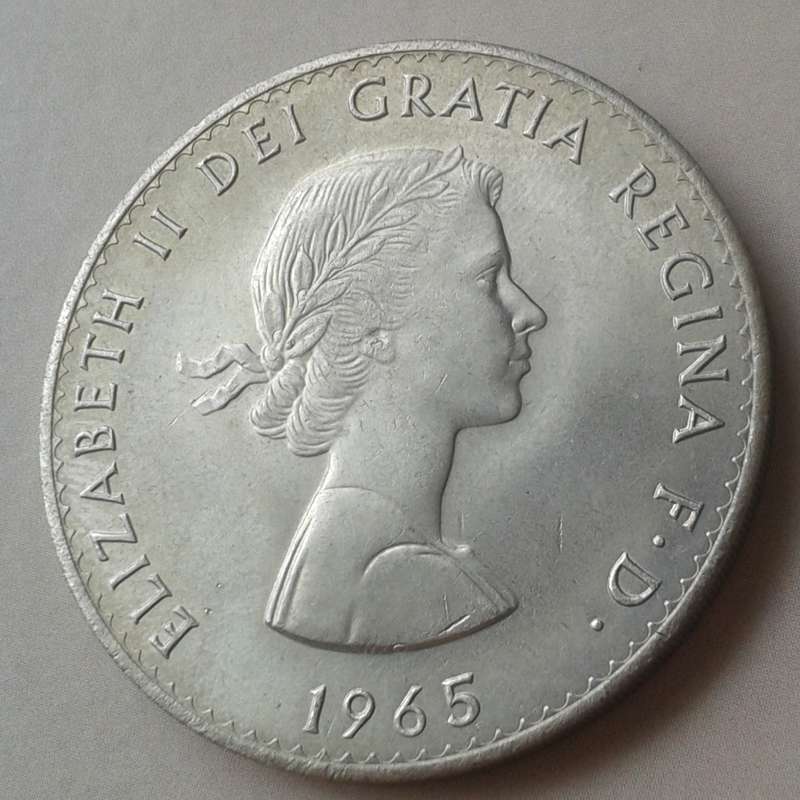 ELIZABETH II DEI GRATIA REGINA F·D·
1965